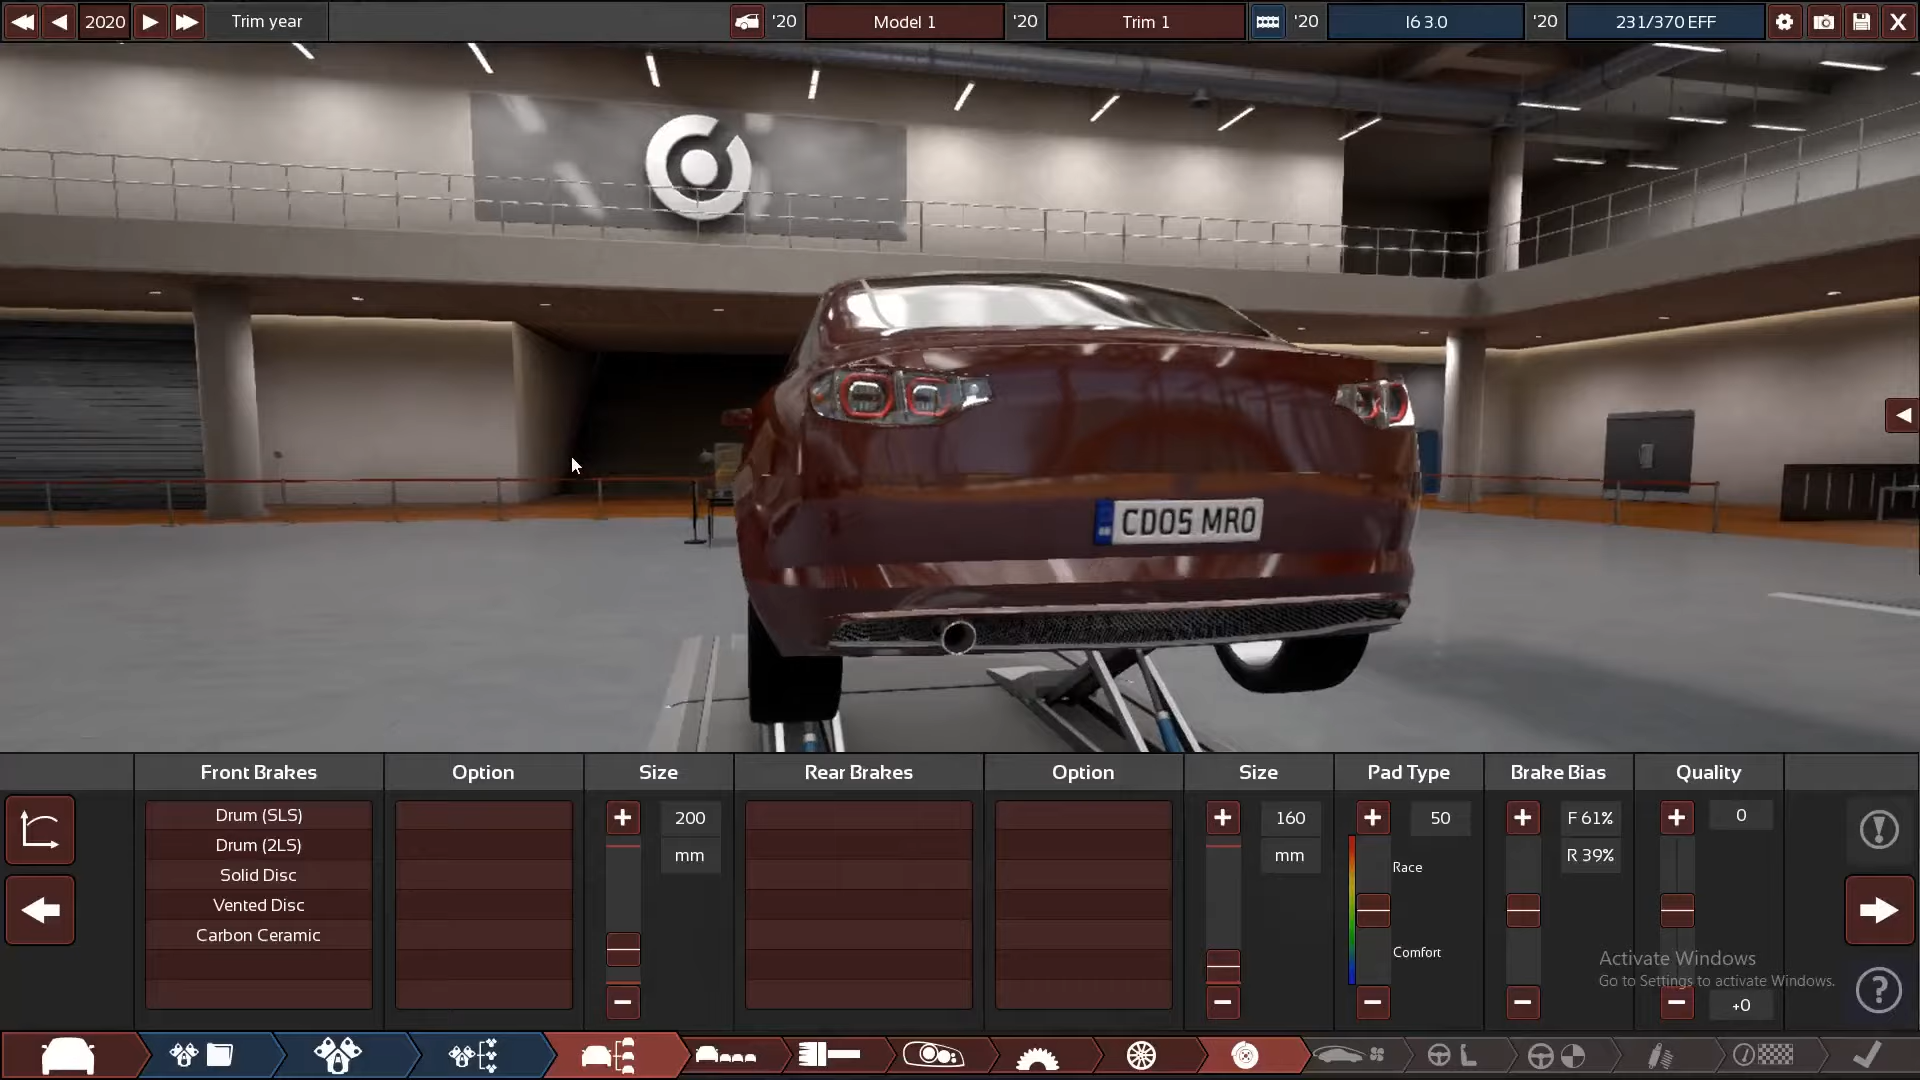 2020
Trim year
'20
Model 1
'20
Trim 1
'20
I6 3.0
'20
231/370 EFF
CD05 MRO
Front Brakes
Option
Size
Rear Brakes
Option
Size
Pad Type
Brake Bias
Quality
Drum (SLS)
Drum (2LS)
Solid Disc
Vented Disc
Carbon Ceramic
200
mm
160
mm
50
Race
Comfort
F 61%
R 39%
0
+0
Activate Windows
Go to Settings to activate Windows.